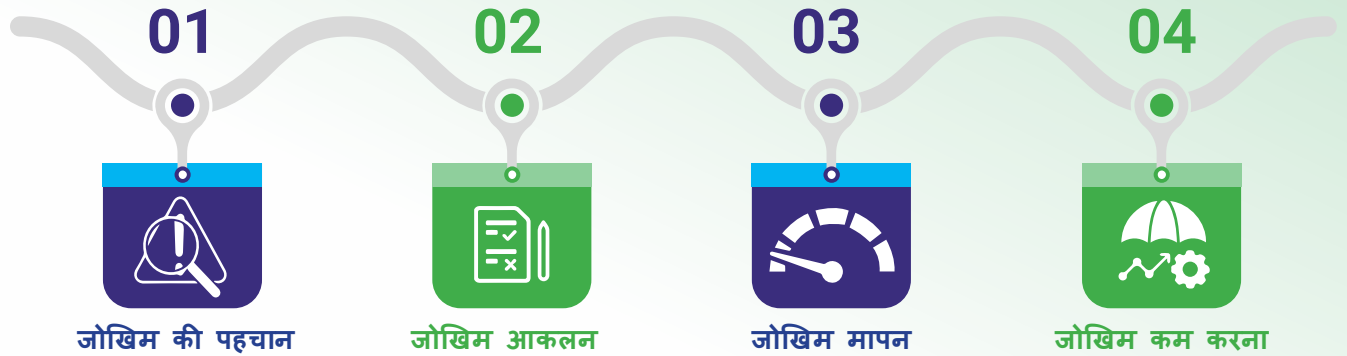 01
02
03
04
जोखिम की पहचान
जोखिम आकलन
जोखिम मापन
जोखिम कम करना